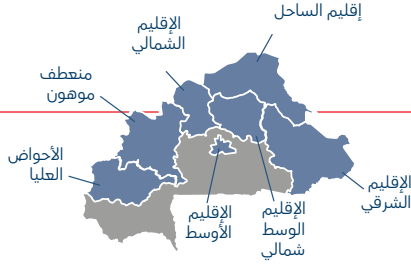 إقليم الساحل
الإقليم
الشمالي
منعطف
موهون
الأحواض
العليا
الإقليم
الشرقي
الإقليم
الوسط
شمالي
الإقليم
الأوسط